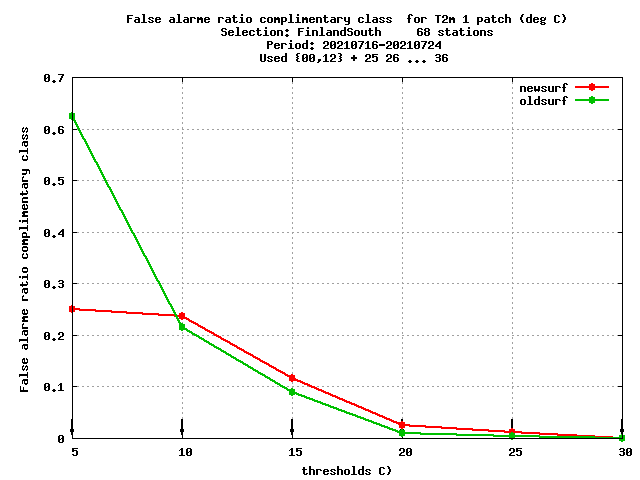 False alarme ratio complimentary class  for T2m 1 patch (deg C)
Selection: FinlandSouth     68 stations
Period: 20210716-20210724
Used {00,12} + 25 26 ... 36
newsurf
oldsurf
False alarme ratio complimentary class
0.7
0.6
0.5
0.4
0.3
0.2
0.1
0
5 10 15 20 25 30
thresholds C)